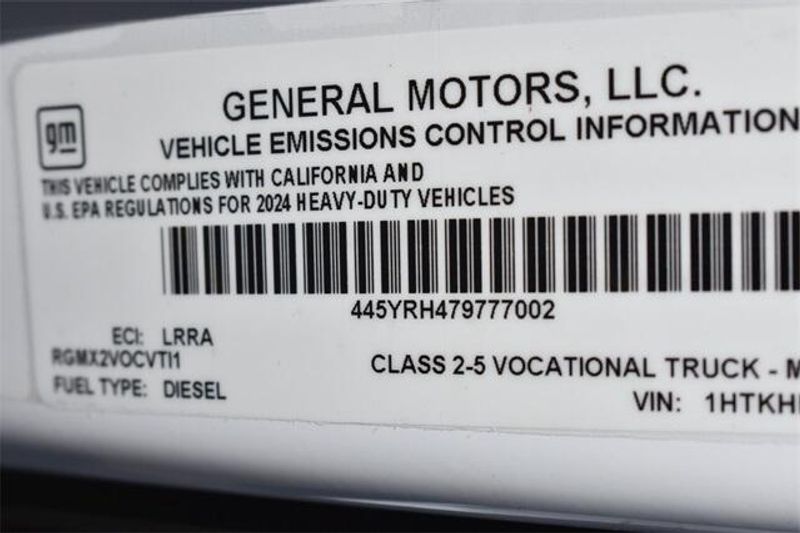 gm
GENERAL MOTORS, LLC.
VEHICLE EMISSIONS CONTROL INFORMATION
THIS VEHICLE COMPLIES WITH CALIFORNIA AND
U.S. EPA REGULATIONS FOR 2024 HEAVY-DUTY VEHICLES
445YRH479777002
ECI: LRRA
RGMX2VOCVTI1
FUEL TYPE: DIESEL
CLASS 2-5 VOCATIONAL TRUCK - M
VIN: 1HTKH